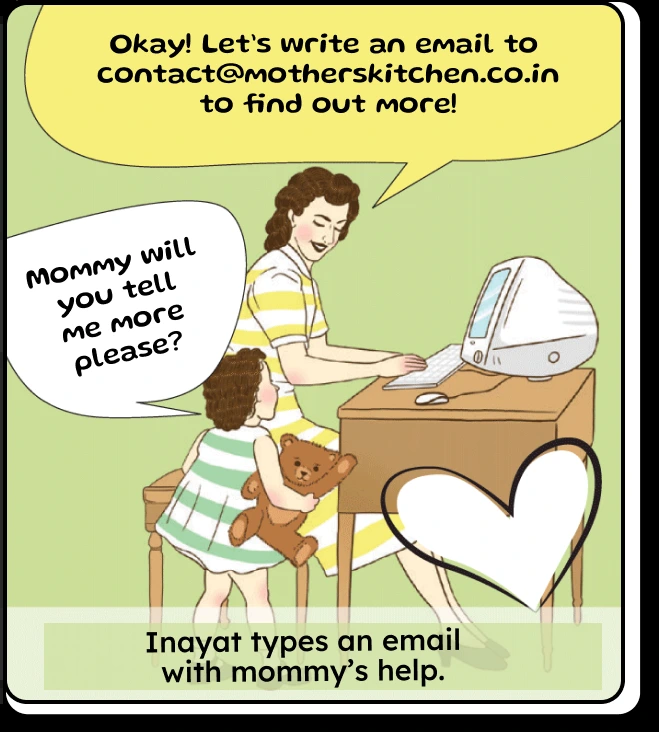 Okay! Let's write an email to
contact@motherskitchen.co.in
to find out more!
Mommy will
you tell
me more
please?
Inayat types an email
with mommy's help.